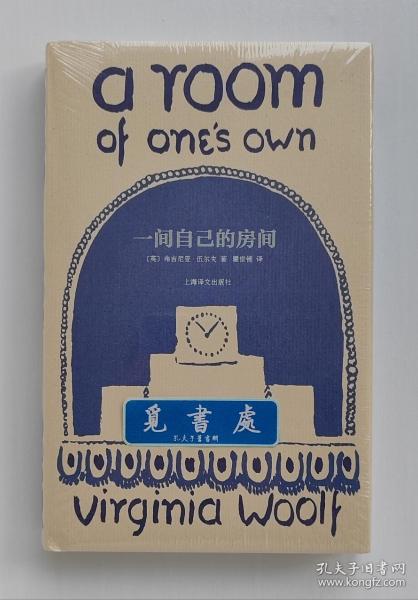 a room
of one's own
一间自己的房间
〔英〕弗吉尼亚·伍尔夫 著 瞿世镜 译
上海译文出版社
覓書處
孔夫子舊書網
virginia woolf
孔夫子旧书网
www.kongfz.com